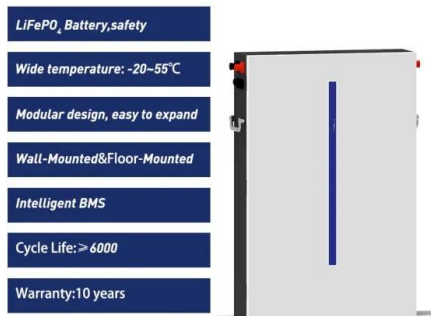 LiFePO₄ Battery,safety
Wide temperature: -20~55℃
Modular design, easy to expand
Wall-Mounted&Floor-Mounted
Intelligent BMS
Cycle Life:≥6000
Warranty:10 years